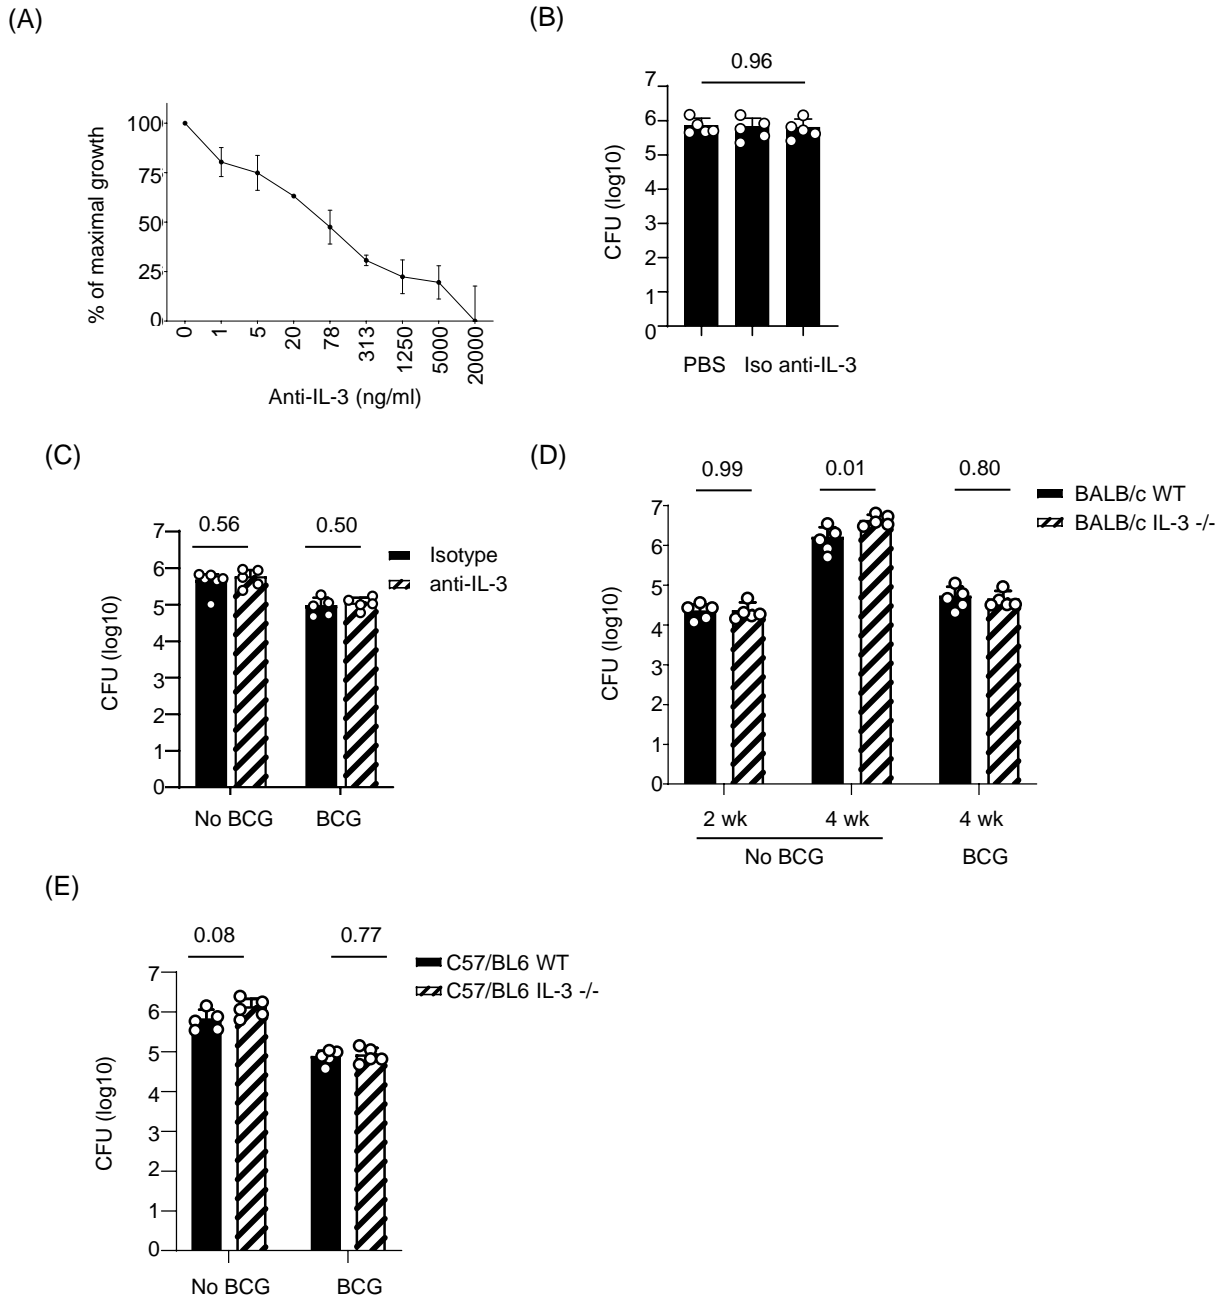 (A)
% of maximal growth
100
75
50
25
0
0 1 5 20 78 313 1250 5000 20000
Anti-IL-3 (ng/ml)
(B)
0.96
CFU (log10)
7
6
5
4
3
2
1
0
PBS Iso anti-IL-3
(C)
0.56 0.50
CFU (log10)
7
6
5
4
3
2
1
0
No BCG BCG
Isotype
anti-IL-3
(D)
0.99 0.01 0.80
CFU (log10)
7
6
5
4
3
2
1
0
2 wk 4 wk 4 wk
No BCG BCG
BALB/c WT
BALB/c IL-3 -/-
(E)
0.08 0.77
CFU (log10)
7
6
5
4
3
2
1
0
No BCG BCG
C57/BL6 WT
C57/BL6 IL-3 -/-